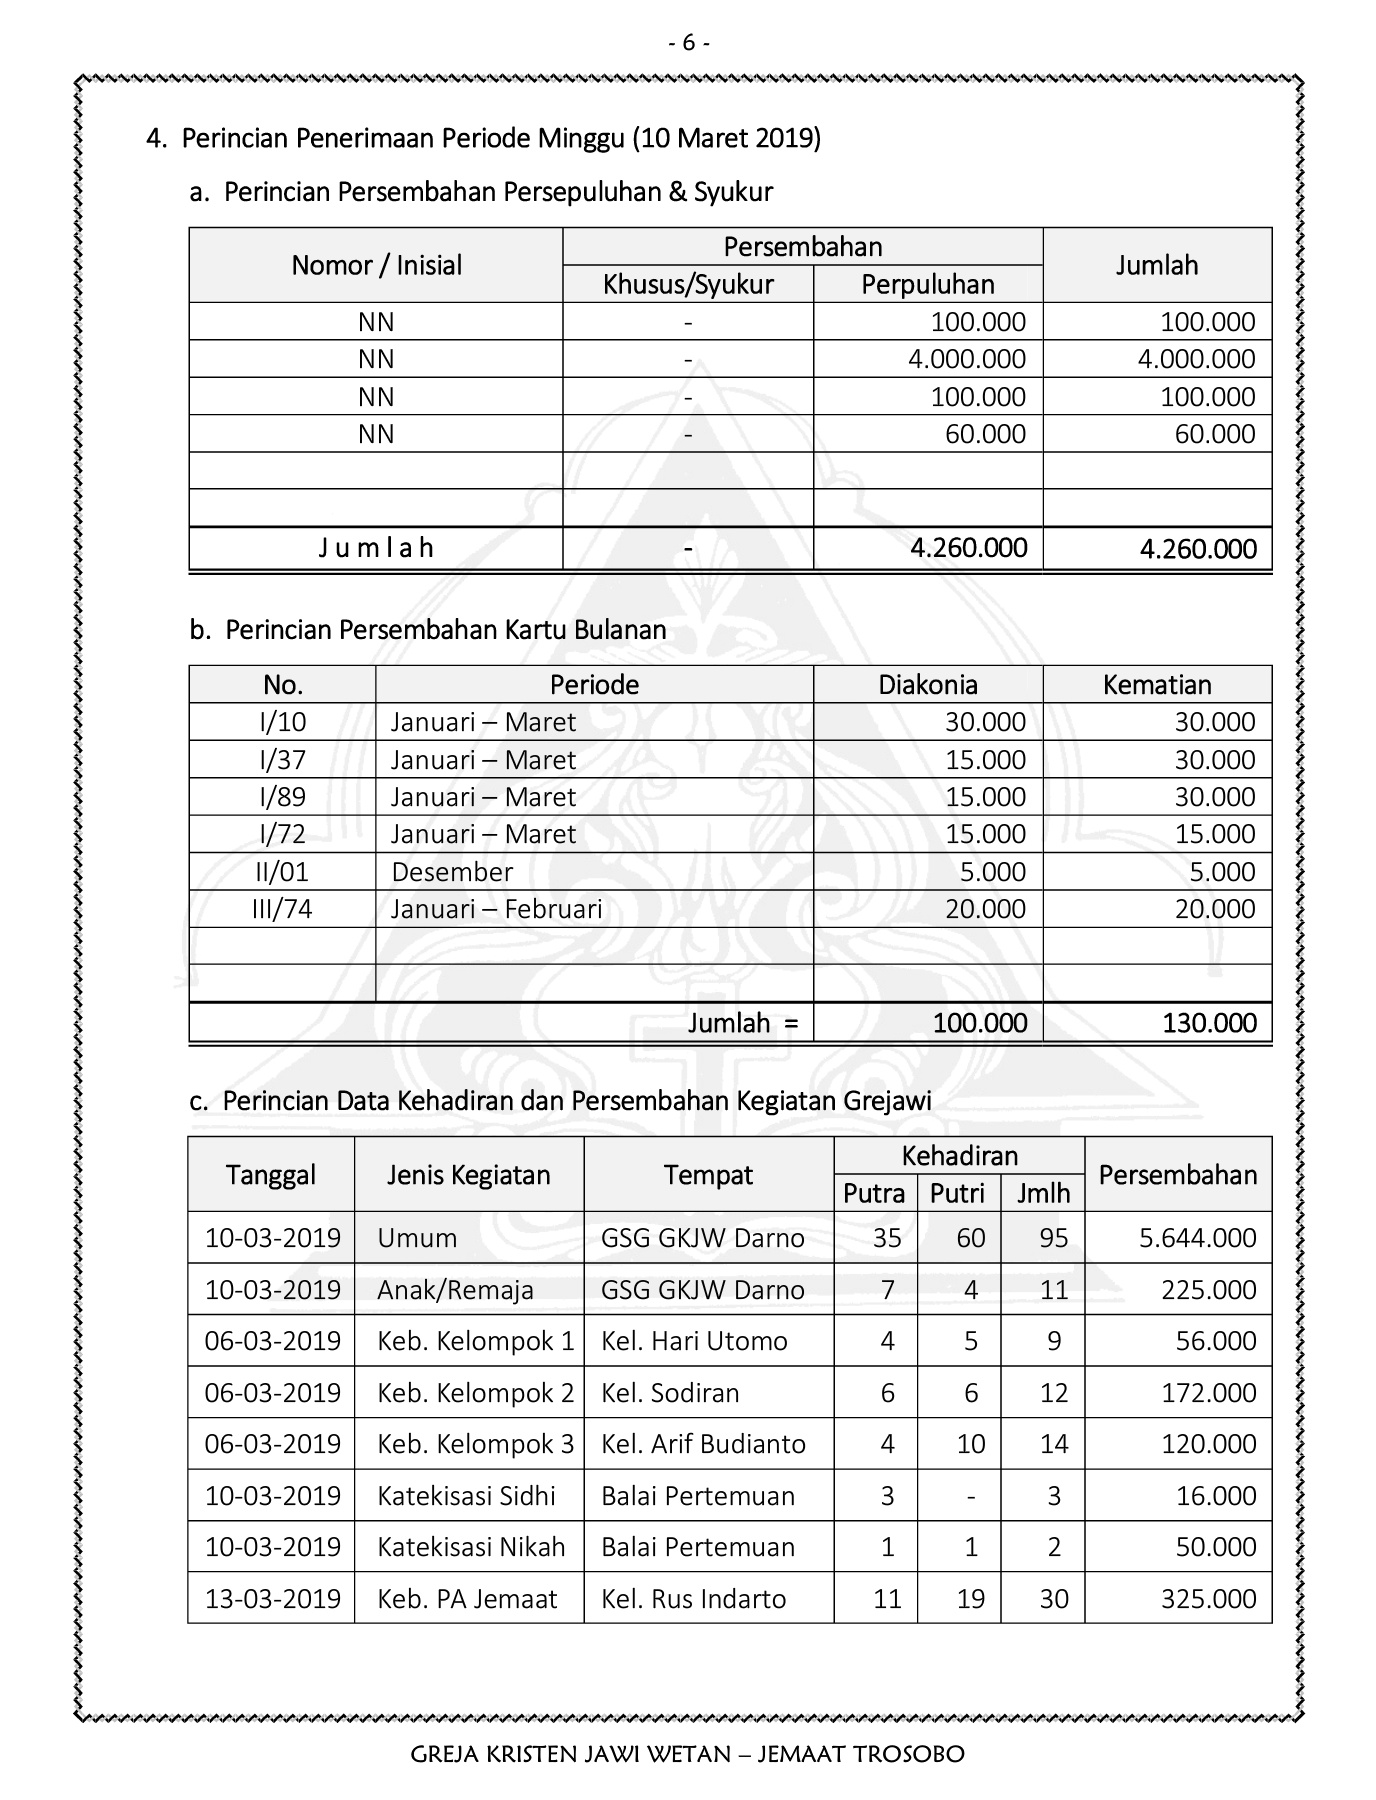 - 6 -
4. Perincian Penerimaan Periode Minggu (10 Maret 2019)
a. Perincian Persembahan Persepuluhan & Syukur
Nomor / Inisial Persembahan Jumlah
Khusus/Syukur Perpuluhan
NN - 100.000 100.000
NN - 4.000.000 4.000.000
NN - 100.000 100.000
NN - 60.000 60.000
J u m l a h - 4.260.000 4.260.000
b. Perincian Persembahan Kartu Bulanan
No. Periode Diakonia Kematian
I/10 Januari – Maret 30.000 30.000
I/37 Januari – Maret 15.000 30.000
I/89 Januari – Maret 15.000 30.000
I/72 Januari – Maret 15.000 15.000
II/01 Desember 5.000 5.000
III/74 Januari – Februari 20.000 20.000
Jumlah = 100.000 130.000
c. Perincian Data Kehadiran dan Persembahan Kegiatan Grejawi
Tanggal Jenis Kegiatan Tempat Kehadiran Persembahan
Putra Putri Jmlh
10-03-2019 Umum GSG GKJW Darno 35 60 95 5.644.000
10-03-2019 Anak/Remaja GSG GKJW Darno 7 4 11 225.000
06-03-2019 Keb. Kelompok 1 Kel. Hari Utomo 4 5 9 56.000
06-03-2019 Keb. Kelompok 2 Kel. Sodiran 6 6 12 172.000
06-03-2019 Keb. Kelompok 3 Kel. Arif Budianto 4 10 14 120.000
10-03-2019 Katekisasi Sidhi Balai Pertemuan 3 - 3 16.000
10-03-2019 Katekisasi Nikah Balai Pertemuan 1 1 2 50.000
13-03-2019 Keb. PA Jemaat Kel. Rus Indarto 11 19 30 325.000
GREJA KRISTEN JAWI WETAN – JEMAAT TROSOBO